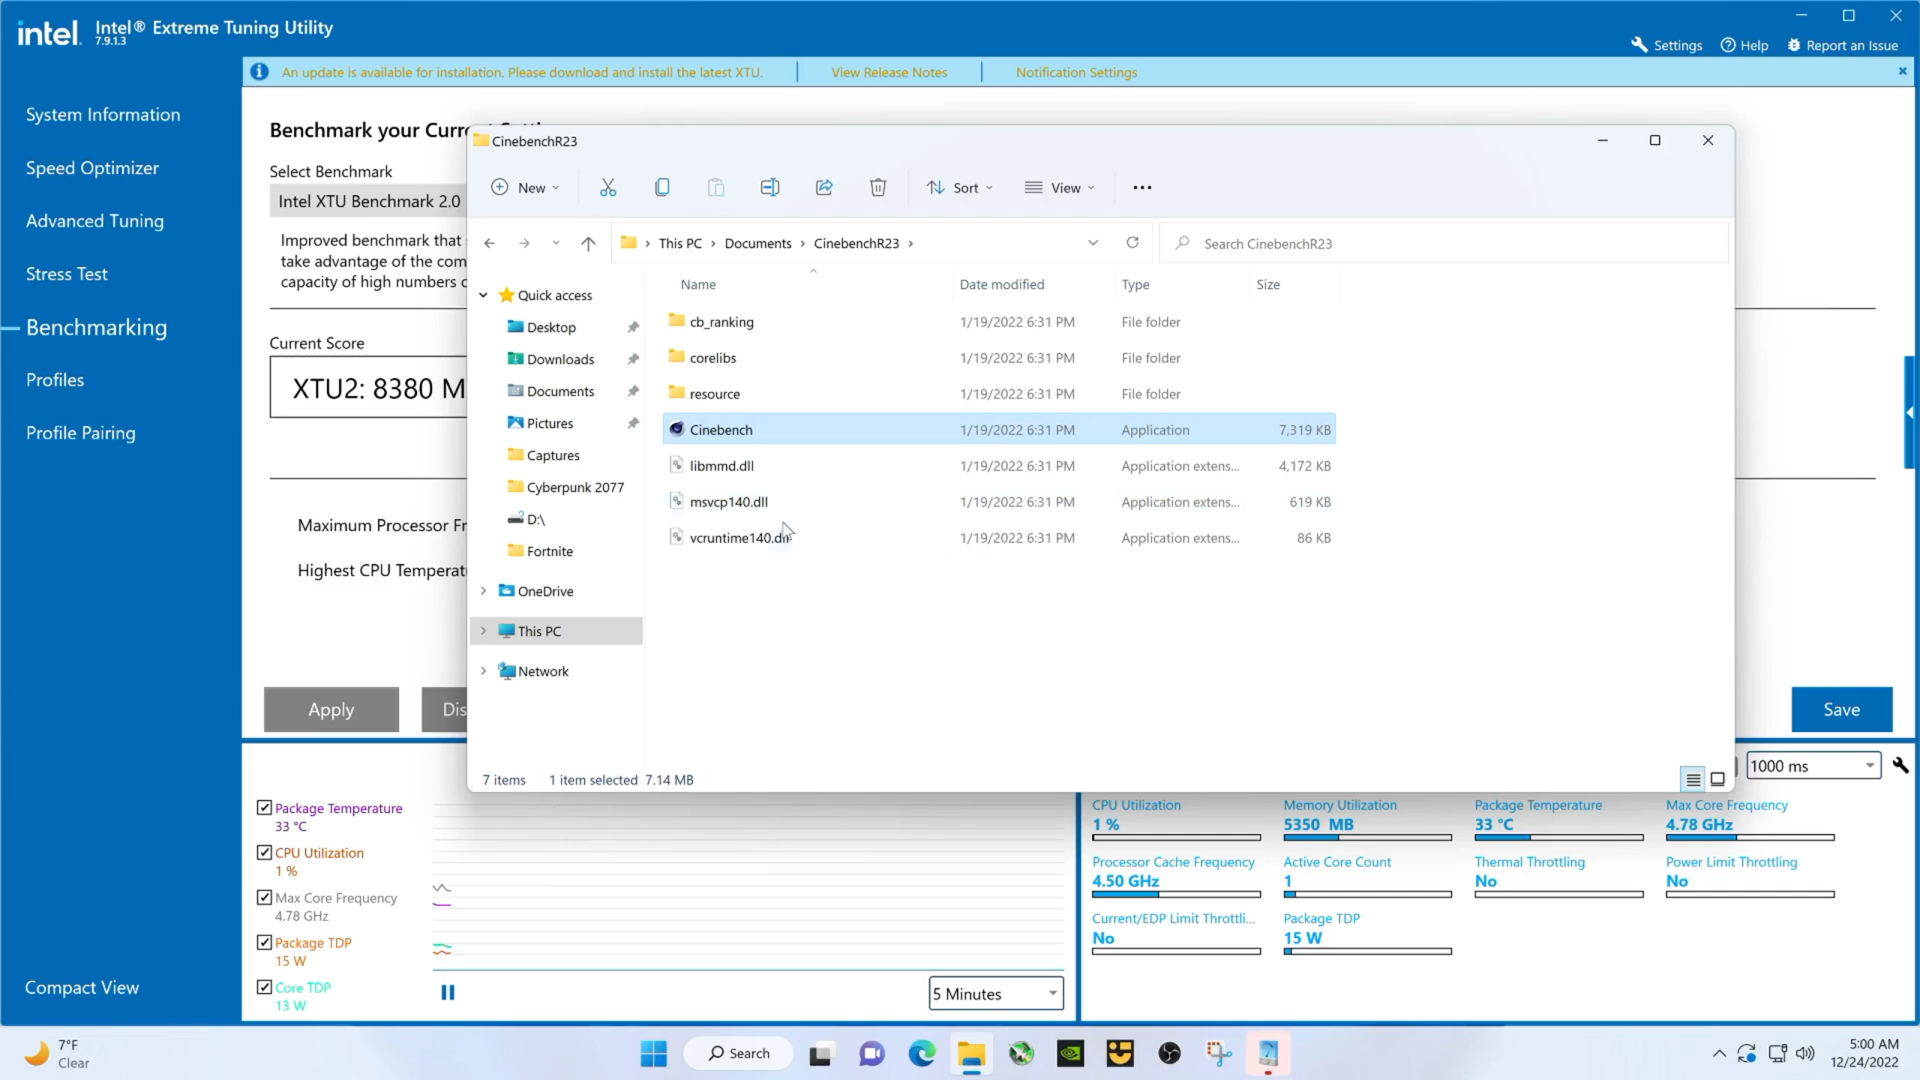 intel.
Intel® Extreme Tuning Utility
7.9.1.3
Settings
Help
Report an Issue
An update is available for installation. Please download and install the latest XTU.
View Release Notes
Notification Settings
System Information
Speed Optimizer
Advanced Tuning
Stress Test
Benchmarking
Profiles
Profile Pairing
Compact View
Benchmark your Curr
Select Benchmark
Intel XTU Benchmark 2.0
Improved benchmark that
take advantage of the com
capacity of high numbers
Current Score
XTU2: 8380 M
Maximum Processor Fr
Highest CPU Temperat
Apply
Dis
Save
CinebenchR23
New
Sort
View
This PC
Documents
CinebenchR23
Search CinebenchR23
Quick access
Desktop
Downloads
Documents
Pictures
Captures
Cyberpunk 2077
D:\
Fortnite
OneDrive
This PC
Network
Name Date modified Type Size
cb_ranking 1/19/2022 6:31 PM File folder
corelibs 1/19/2022 6:31 PM File folder
resource 1/19/2022 6:31 PM File folder
Cinebench 1/19/2022 6:31 PM Application 7,319 KB
libmmd.dll 1/19/2022 6:31 PM Application extens... 4,172 KB
msvcp140.dll 1/19/2022 6:31 PM Application extens... 619 KB
vcruntime140.dll 1/19/2022 6:31 PM Application extens... 86 KB
7 items 1 item selected 7.14 MB
1000 ms
Package Temperature
33 °C
CPU Utilization
1 %
Max Core Frequency
4.78 GHz
Package TDP
15 W
Core TDP
13 W
5 Minutes
CPU Utilization
1 %
Memory Utilization
5350 MB
Package Temperature
33 °C
Max Core Frequency
4.78 GHz
Processor Cache Frequency
4.50 GHz
Active Core Count
1
Thermal Throttling
No
Power Limit Throttling
No
Current/EDP Limit Throttli...
No
Package TDP
15 W
7°F
Clear
Search
5:00 AM
12/24/2022